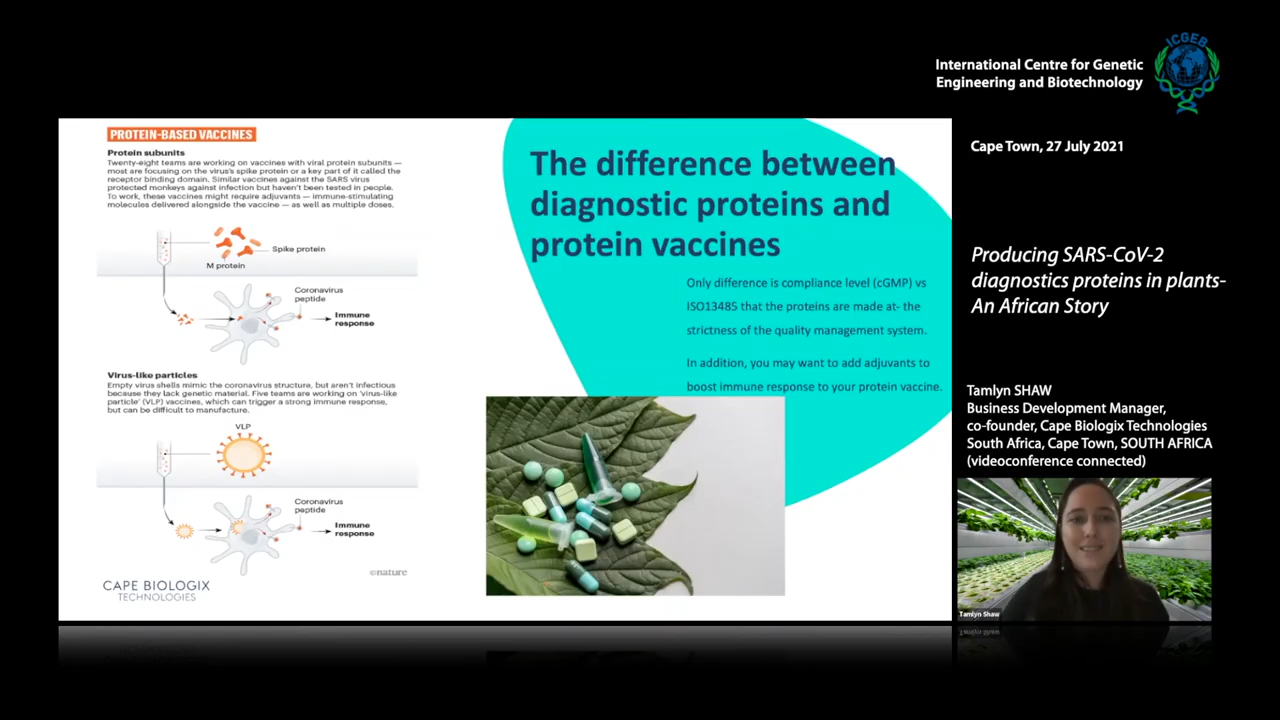 International Centre for Genetic
Engineering and Biotechnology
ICGEB
Cape Town, 27 July 2021
Producing SARS-CoV-2
diagnostics proteins in plants-
An African Story
Tamlyn SHAW
Business Development Manager,
co-founder, Cape Biologix Technologies
South Africa, Cape Town, SOUTH AFRICA
(videoconference connected)
Tamlyn Shaw
PROTEIN-BASED VACCINES
Protein subunits
Twenty-eight teams are working on vaccines with viral protein subunits —
most are focusing on the virus's spike protein or a key part of it called the
receptor binding domain. Similar vaccines against the SARS virus
protected monkeys against infection but haven't been tested in people.
To work, these vaccines might require adjuvants — immune-stimulating
molecules delivered alongside the vaccine — as well as multiple doses.
Spike protein
M protein
Coronavirus
peptide
Immune
response
Virus-like particles
Empty virus shells mimic the coronavirus structure, but aren't infectious
because they lack genetic material. Five teams are working on 'virus-like
particle' (VLP) vaccines, which can trigger a strong immune response,
but can be difficult to manufacture.
VLP
Coronavirus
peptide
Immune
response
©nature
CAPE BIOLOGIX
TECHNOLOGIES
The difference between
diagnostic proteins and
protein vaccines
Only difference is compliance level (cGMP) vs
ISO13485 that the proteins are made at- the
strictness of the quality management system.
In addition, you may want to add adjuvants to
boost immune response to your protein vaccine.